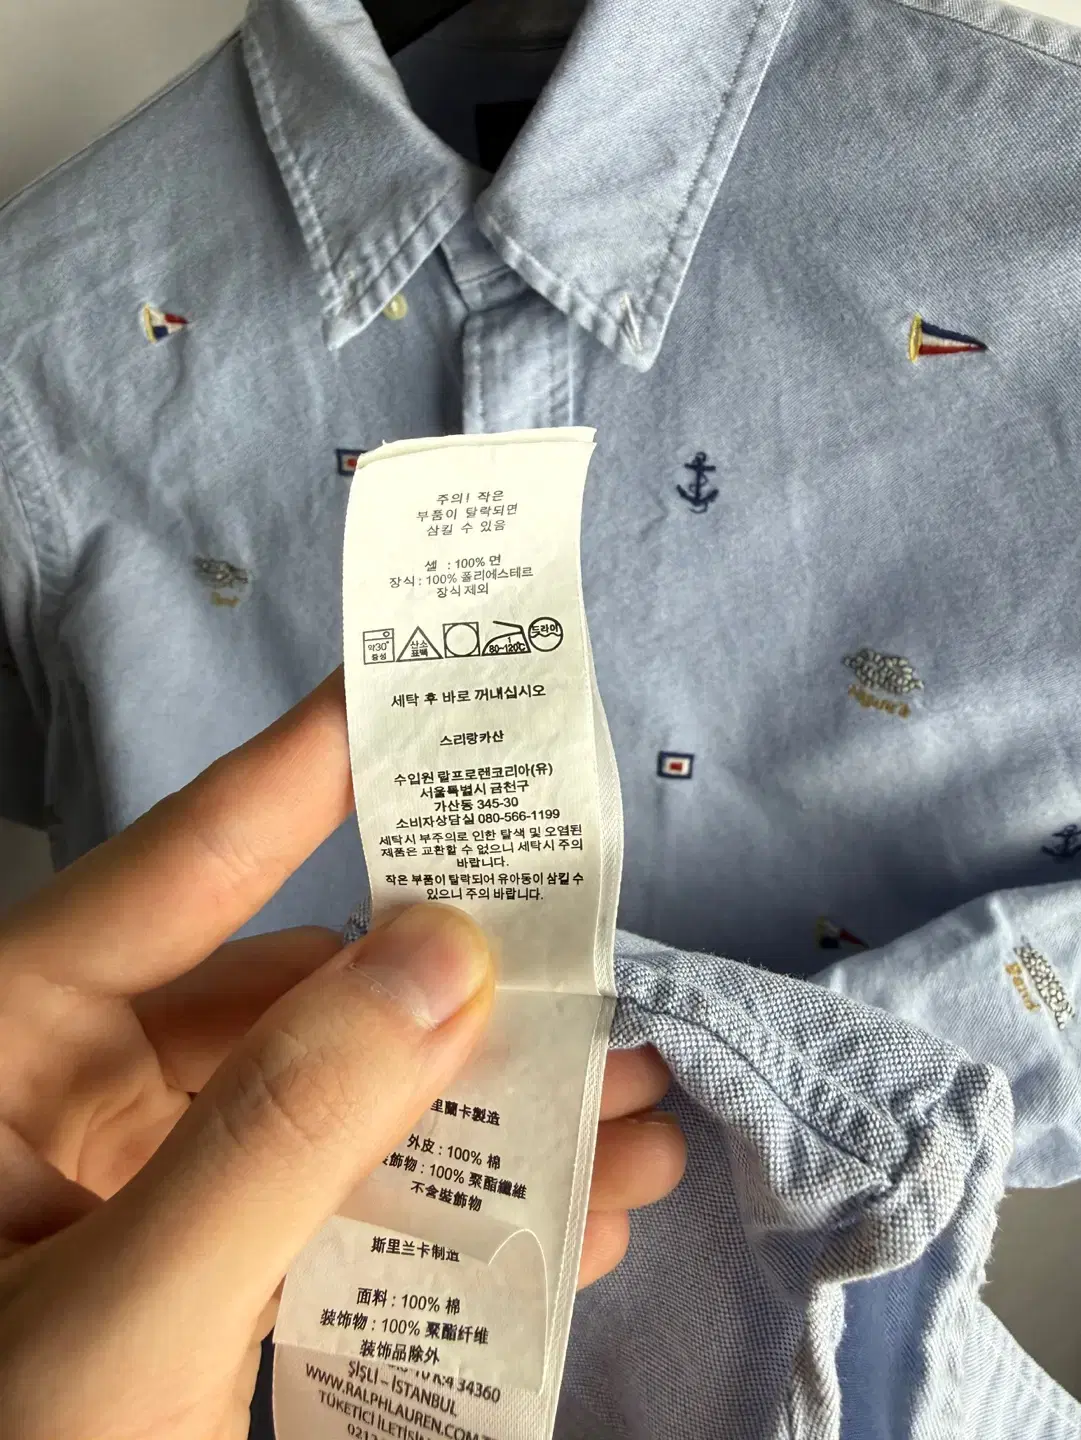 주의! 작은
부품이 탈락되면
삼킬 수 있음
셸 : 100% 면
장식 : 100% 폴리에스테르
장식 제외
약30°
중성
산소
표백
80~120℃
드라이
세탁 후 바로 꺼내십시오
스리랑카산
수입원 랄프로렌코리아(유)
서울특별시 금천구
가산동 345-30
소비자상담실 080-566-1199
세탁시 부주의로 인한 탈색 및 오염된
제품은 교환할 수 없으니 세탁시 주의
바랍니다.
작은 부품이 탈락되어 유아동이 삼킬 수
있으니 주의 바랍니다.
里蘭卡製造
外皮 : 100% 棉
飾物 : 100% 聚酯纖維
不含裝飾物
斯里兰卡制造
面料 : 100% 棉
装饰物 : 100% 聚酯纤维
装饰品除外
K:4 34360
ŞİŞLİ – İSTANBUL
WWW.RALPHLAUREN.COM
TÜKETİCİ İLETİŞİM